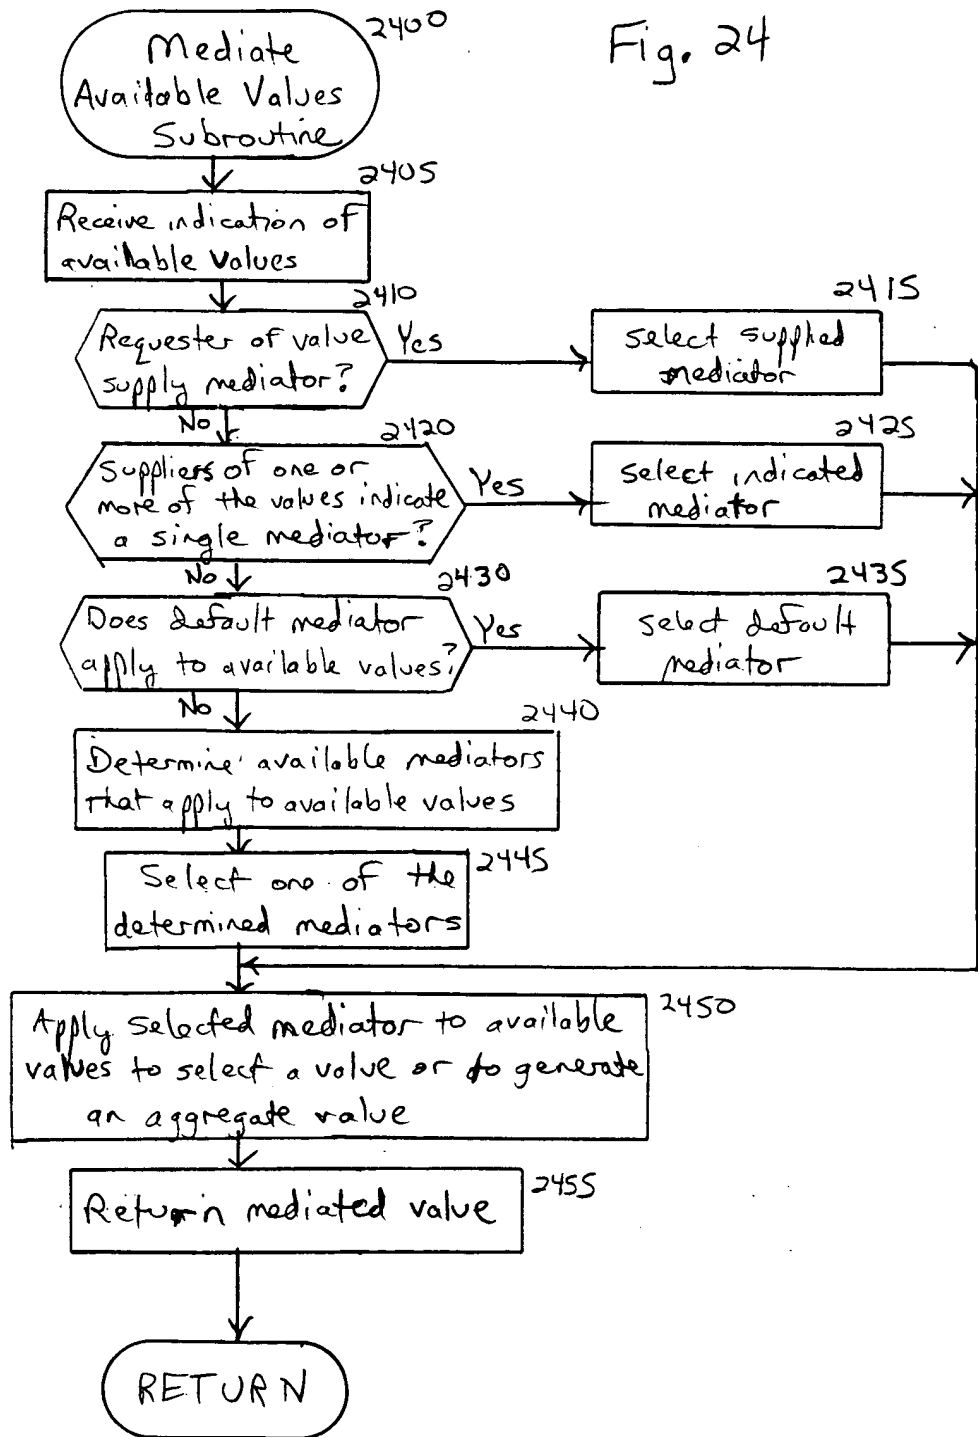 Fig. 24
2400
Mediate
Available Values
Subroutine
2405
Receive indication of
available values
2410
Requester of value
supply mediator?
Yes
2415
select supplied
mediator
No
2420
Suppliers of one or
more of the values indicate
a single mediator?
Yes
2425
select indicated
mediator
No
2430
Does default mediator
apply to available values?
Yes
2435
select default
mediator
No
2440
Determine available mediators
that apply to available values
2445
Select one of the
determined mediators
2450
Apply selected mediator to available
values to select a value or to generate
an aggregate value
2455
Return mediated value
RETURN